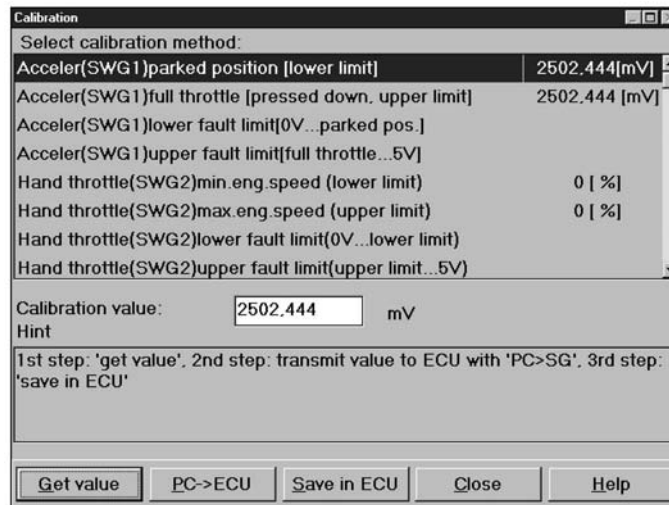 Calibration
Select calibration method:
Acceler(SWG1)parked position [lower limit] 2502,444[mV]
Acceler(SWG1)full throttle [pressed down, upper limit] 2502,444 [mV]
Acceler(SWG1)lower fault limit[0V...parked pos.]
Acceler(SWG1)upper fault limit[full throttle...5V]
Hand throttle(SWG2)min.eng.speed (lower limit) 0 [ %]
Hand throttle(SWG2)max.eng.speed (upper limit) 0 [ %]
Hand throttle(SWG2)lower fault limit(0V...lower limit)
Hand throttle(SWG2)upper fault limit(upper limit...5V)
Calibration value: 2502,444 mV
Hint
1st step: 'get value', 2nd step: transmit value to ECU with 'PC>SG', 3rd step:
'save in ECU'
Get value PC->ECU Save in ECU Close Help